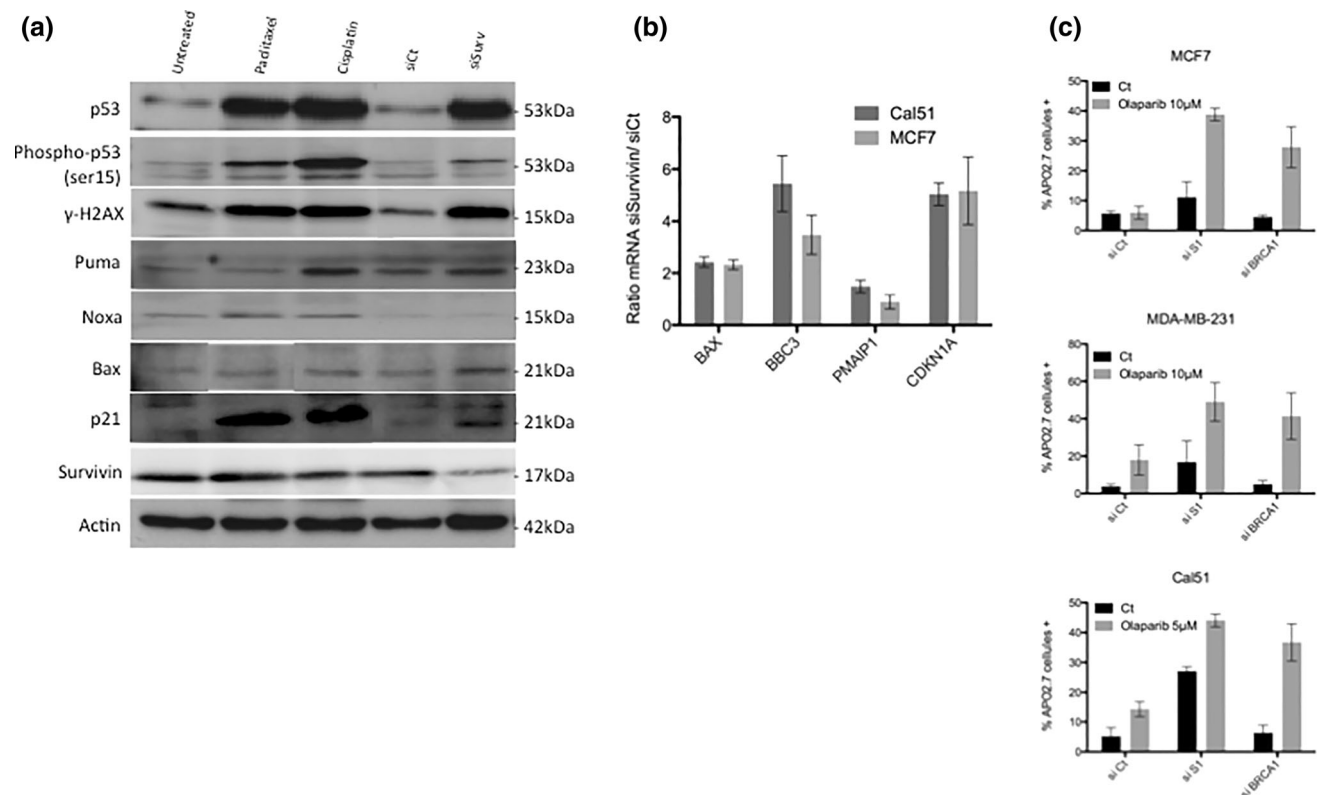 (a)
Untreated
Paclitaxel
Cisplatin
siCt
siSurv
p53
53kDa
Phospho-p53
(ser15)
53kDa
γ-H2AX
15kDa
Puma
23kDa
Noxa
15kDa
Bax
21kDa
p21
21kDa
Survivin
17kDa
Actin
42kDa
(b)
Ratio mRNA siSurvivin/ siCt
8
6
4
2
0
Cal51
MCF7
BAX
BBC3
PMAIP1
CDKN1A
(c)
MCF7
% APO2.7 cellules +
50
40
30
20
10
0
Ct
Olaparib 10µM
si Ct
si S1
si BRCA1
MDA-MB-231
% APO2.7 cellules +
80
60
40
20
0
Ct
Olaparib 10µM
si Ct
si S1
si BRCA1
Cal51
% APO2.7 cellules +
50
40
30
20
10
0
Ct
Olaparib 5µM
si Ct
si S1
si BRCA1